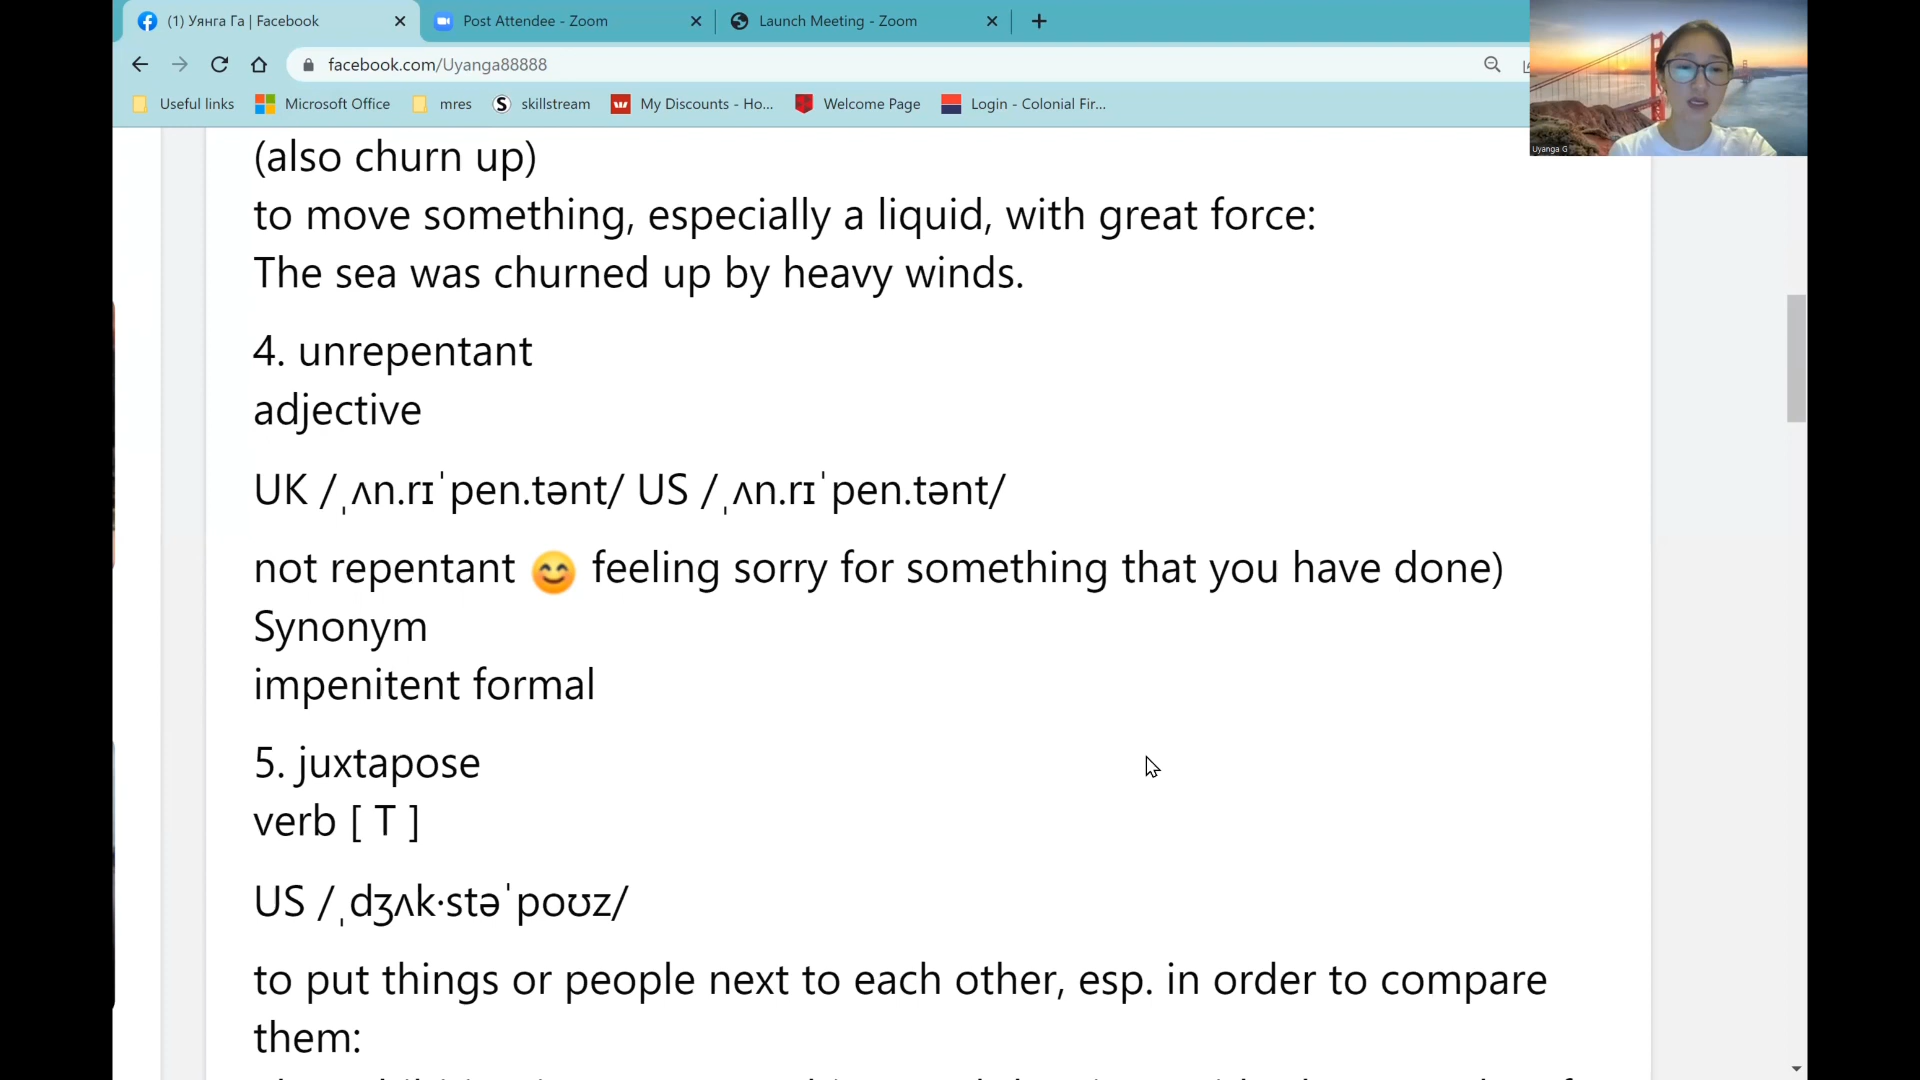 (1) Уянга Га | Facebook
Post Attendee - Zoom
Launch Meeting - Zoom
facebook.com/Uyanga88888
Useful links
Microsoft Office
mres
S
skillstream
My Discounts - Ho...
Welcome Page
Login - Colonial Fir...
Uyanga G
(also churn up)
to move something, especially a liquid, with great force:
The sea was churned up by heavy winds.
4. unrepentant
adjective
UK /ˌʌn.rɪˈpen.tənt/ US /ˌʌn.rɪˈpen.tənt/
not repentant 😊 feeling sorry for something that you have done)
Synonym
impenitent formal
5. juxtapose
verb [ T ]
US /ˌdʒʌk·stəˈpoʊz/
to put things or people next to each other, esp. in order to compare
them: